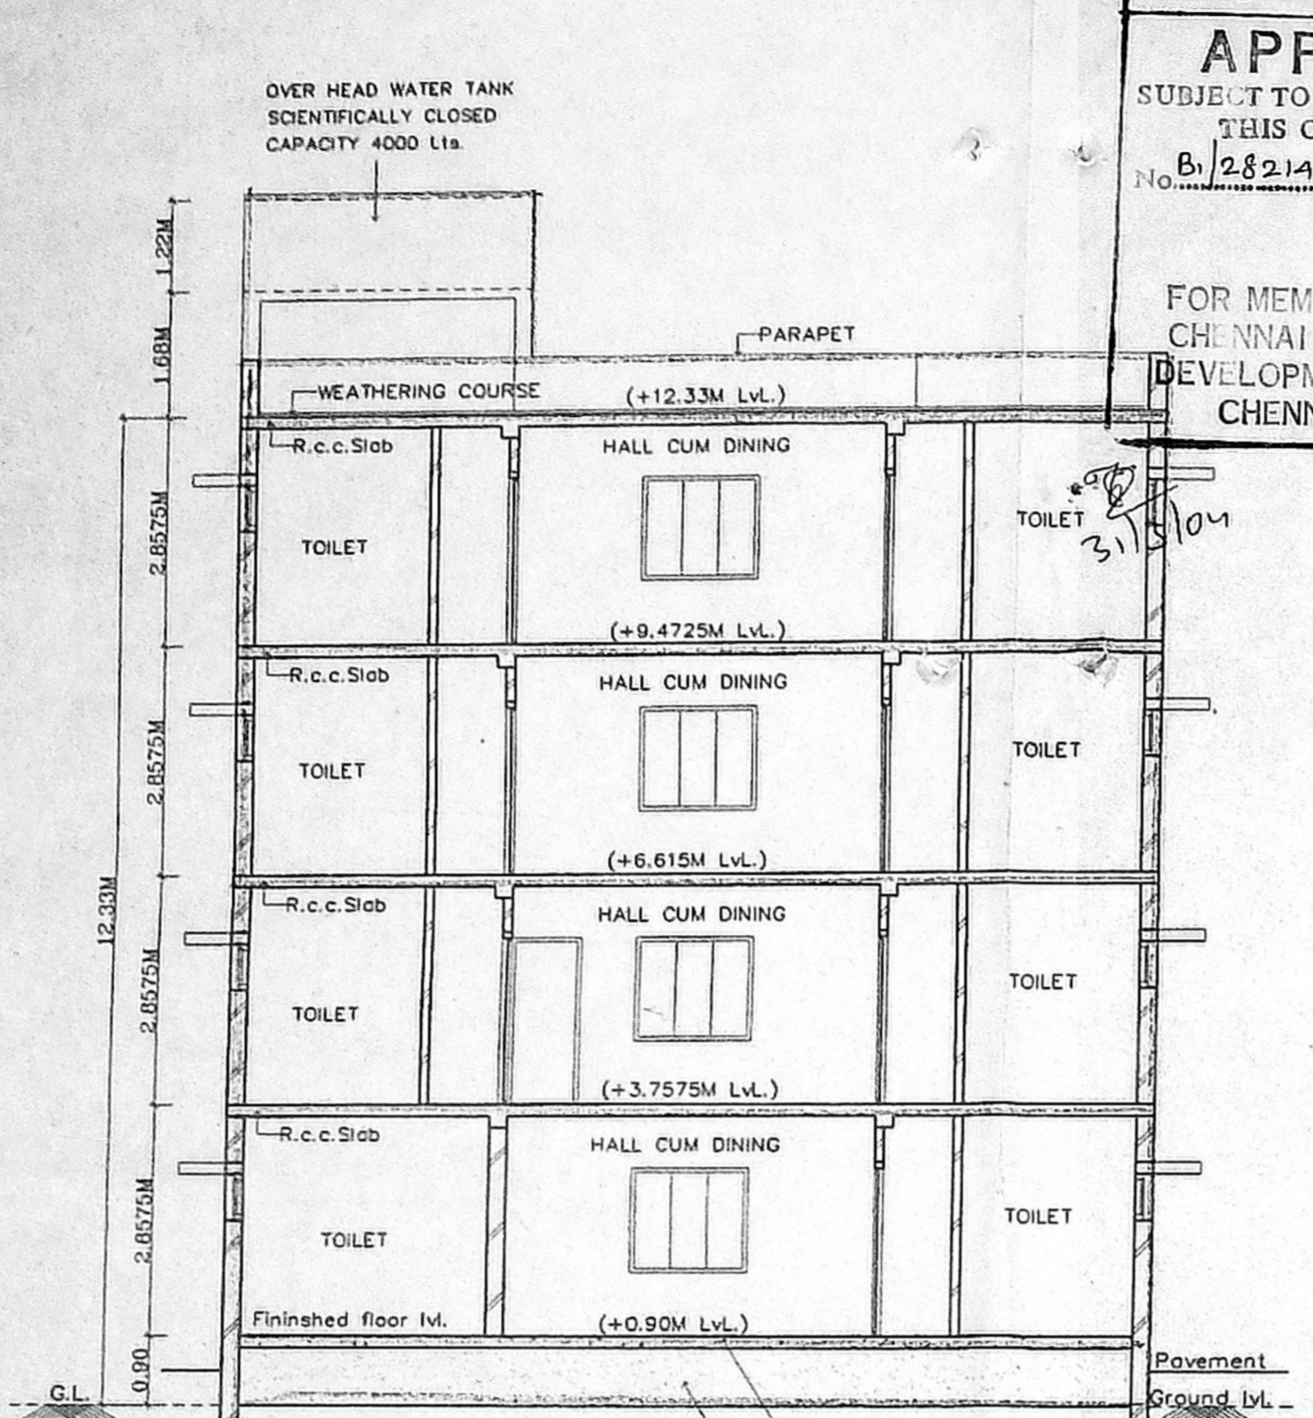 OVER HEAD WATER TANK
SCIENTIFICALLY CLOSED
CAPACITY 4000 Lts.
APP
SUBJECT TO
THIS C
No. B1/28214
FOR MEM
CHENNAI
DEVELOPM
CHENN
31/5/04
1.22M
1.68M
PARAPET
WEATHERING COURSE
(+12.33M LvL.)
R.c.c.Slab
HALL CUM DINING
TOILET
TOILET
2.8575M
(+9.4725M LvL.)
R.c.c.Slab
HALL CUM DINING
TOILET
TOILET
2.8575M
(+6.615M LvL.)
12.33M
R.c.c.Slab
HALL CUM DINING
TOILET
TOILET
2.8575M
(+3.7575M LvL.)
R.c.c.Slab
HALL CUM DINING
TOILET
TOILET
2.8575M
Fininshed floor lvl.
(+0.90M LvL.)
0.90
Pavement
G.L.
Ground lvl.